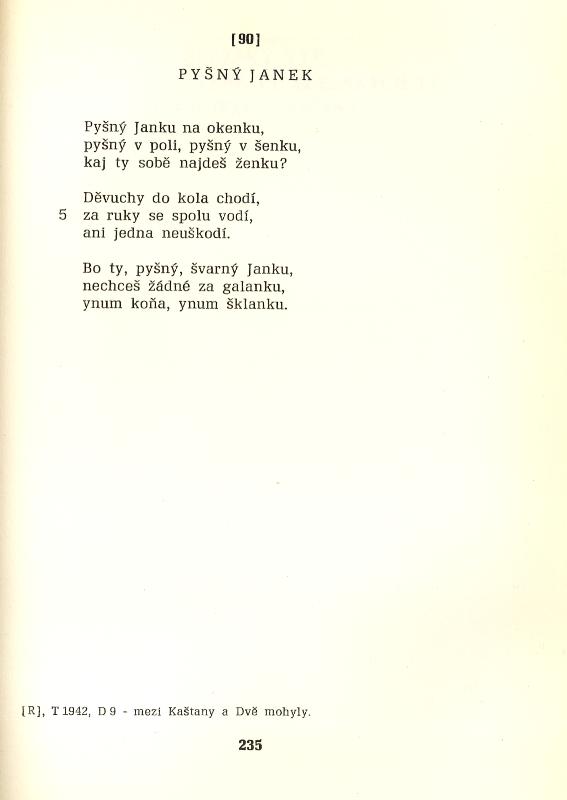 [90]
PYŠNÝ JANEK
Pyšný Janku na okenku,
pyšný v poli, pyšný v šenku,
kaj ty sobě najdeš ženku?
Děvuchy do kola chodí,
5 za ruky se spolu vodí,
ani jedna neuškodí.
Bo ty, pyšný, švarný Janku,
nechceš žádné za galanku,
ynum koňa, ynum šklanku.
[R], T 1942, D 9 - mezi Kaštany a Dvě mohyly.
235